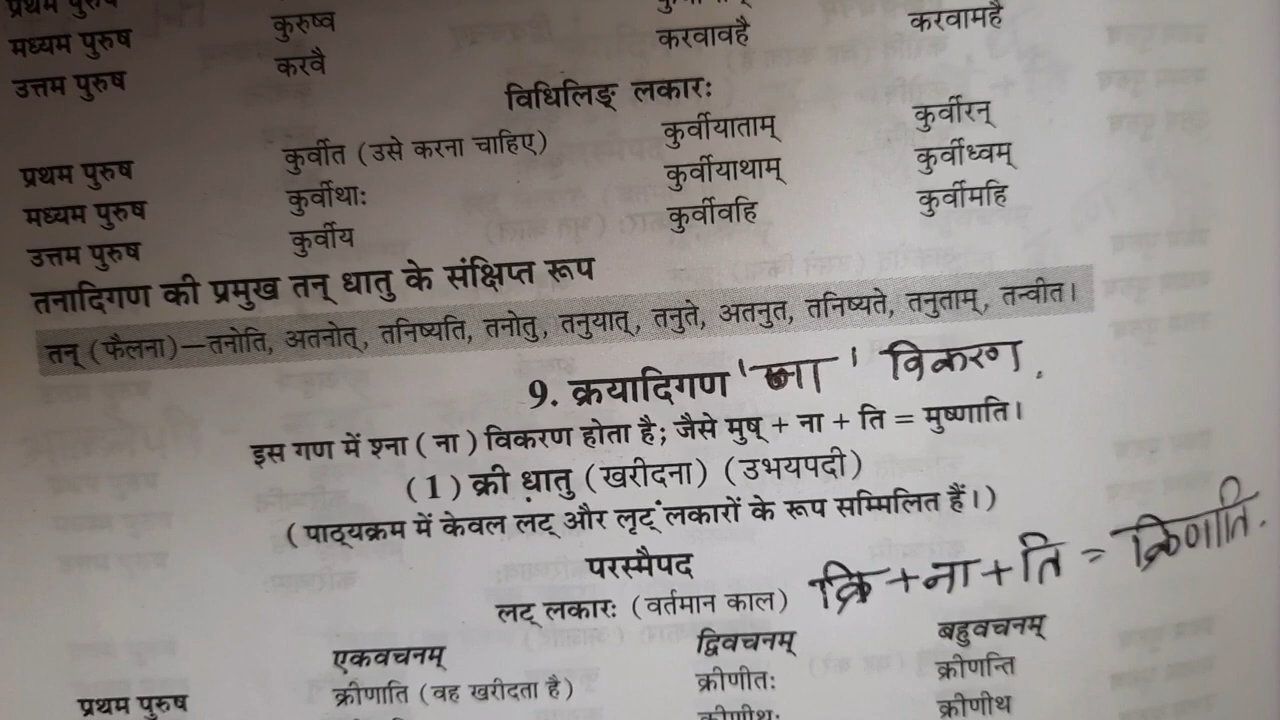 प्रथम पुरुष
मध्यम पुरुष कुरुष्व करवावहै करवामहै
उत्तम पुरुष करवै
विधिलिङ् लकारः
प्रथम पुरुष कुर्वीत (उसे करना चाहिए) कुर्वीयाताम् कुर्वीरन्
मध्यम पुरुष कुर्वीथाः कुर्वीयाथाम् कुर्वीध्वम्
उत्तम पुरुष कुर्वीय कुर्वीवहि कुर्वीमहि
तनादिगण की प्रमुख तन् धातु के संक्षिप्त रूप
तन् (फैलना)—तनोति, अतनोत्, तनिष्यति, तनोतु, तनुयात्, तनुते, अतनुत, तनिष्यते, तनुताम्, तन्वीत।
9. क्रयादिगण 'ना' विकरण.
इस गण में श्ना (ना) विकरण होता है; जैसे मुष् + ना + ति = मुष्णाति।
(1) क्री धातु (खरीदना) (उभयपदी)
(पाठ्यक्रम में केवल लट् और लृट् लकारों के रूप सम्मिलित हैं।)
परस्मैपद
क्रि + ना + ति = क्रिणाति.
लट् लकारः (वर्तमान काल)
एकवचनम् द्विवचनम् बहुवचनम्
प्रथम पुरुष क्रीणाति (वह खरीदता है) क्रीणीतः क्रीणन्ति
क्रीणीथः क्रीणीथ